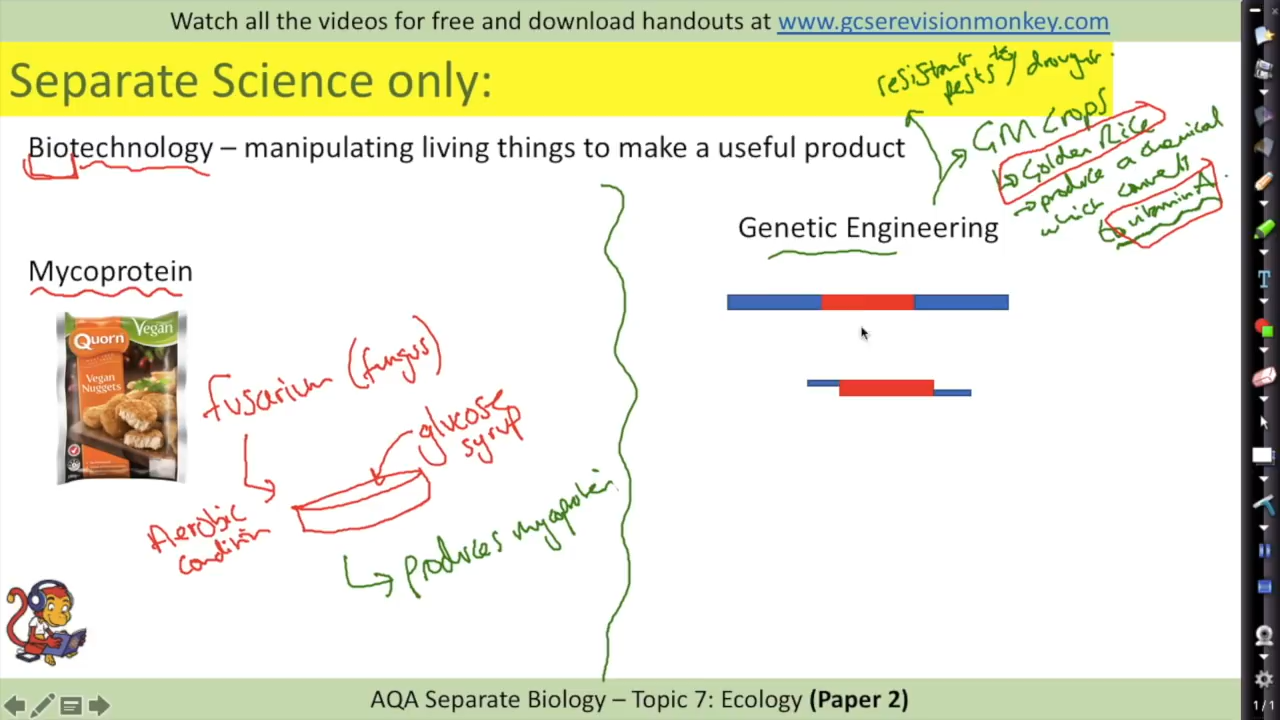 Watch all the videos for free and download handouts at www.gcserevisionmonkey.com
Separate Science only:
resistant to
pests / drought.
Biotechnology – manipulating living things to make a useful product
GM Crops
Golden Rice
produce a chemical
which converts
to vitamin A
Genetic Engineering
Mycoprotein
Vegan
Quorn
Vegan
Nuggets
fusarium (fungus)
glucose
syrup
Aerobic
condition
produces mycoprotein
AQA Separate Biology – Topic 7: Ecology (Paper 2)
1/1